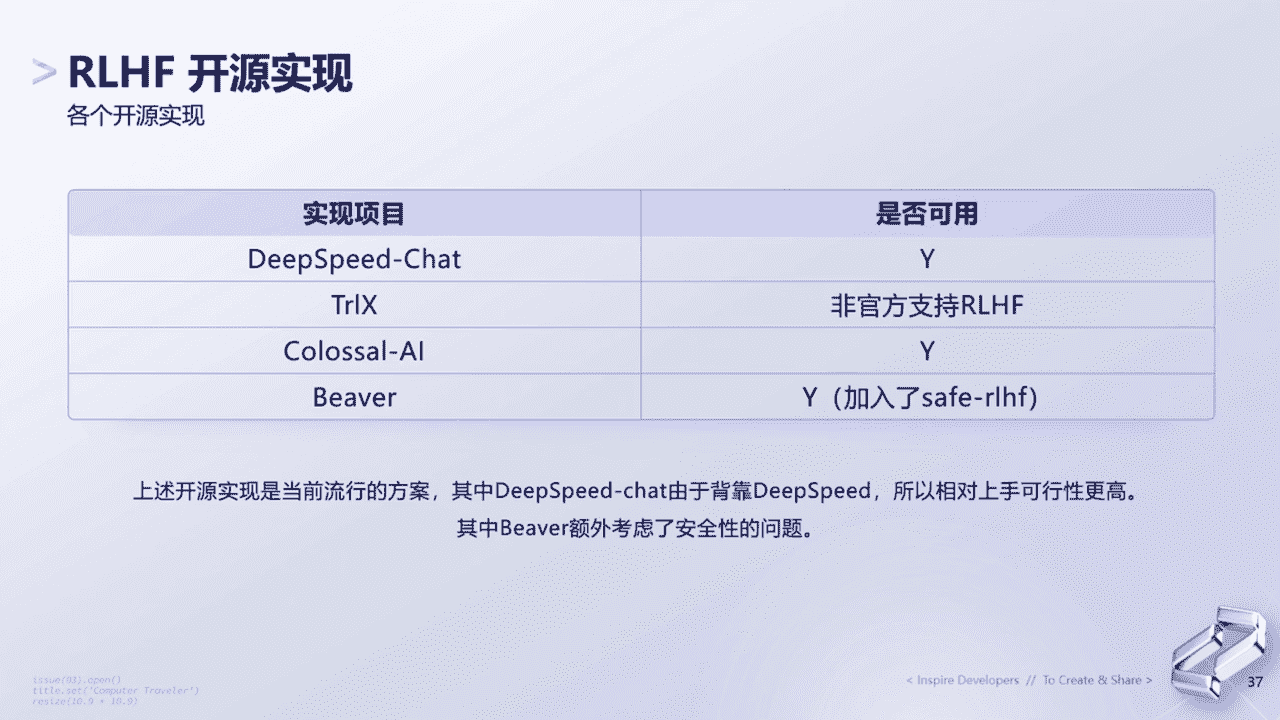 > RLHF 开源实现
各个开源实现
实现项目 是否可用
DeepSpeed-Chat Y
TrlX 非官方支持RLHF
Colossal-AI Y
Beaver Y（加入了safe-rlhf）
上述开源实现是当前流行的方案，其中DeepSpeed-chat由于背靠DeepSpeed，所以相对上手可行性更高。
其中Beaver额外考虑了安全性的问题。
issue(03).open()
title.set('Computer Traveler')
resize(10.9 * 10.9)
< Inspire Developers // To Create & Share >
37